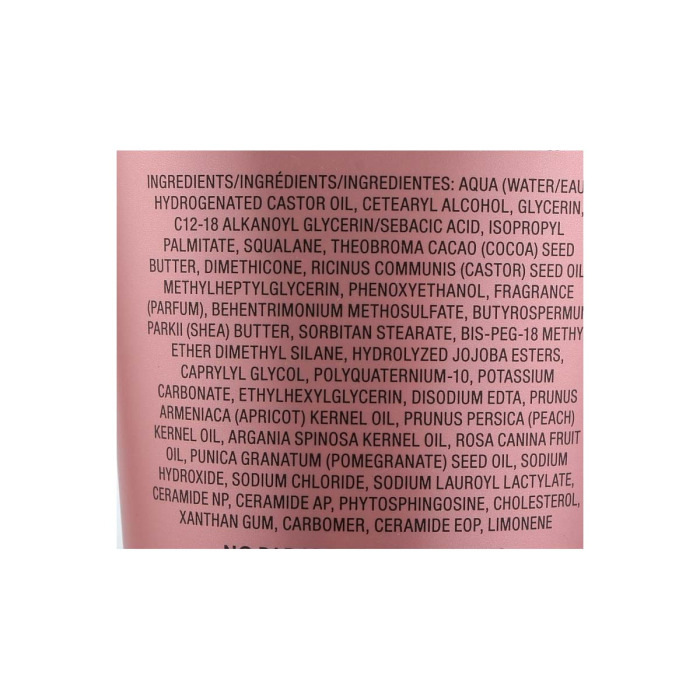 INGREDIENTS/INGRÉDIENTS/INGREDIENTES: AQUA (WATER/EAU
HYDROGENATED CASTOR OIL, CETEARYL ALCOHOL, GLYCERIN,
C12-18 ALKANOYL GLYCERIN/SEBACIC ACID, ISOPROPYL
PALMITATE, SQUALANE, THEOBROMA CACAO (COCOA) SEED
BUTTER, DIMETHICONE, RICINUS COMMUNIS (CASTOR) SEED OIL
METHYLHEPTYLGLYCERIN, PHENOXYETHANOL, FRAGRANCE
(PARFUM), BEHENTRIMONIUM METHOSULFATE, BUTYROSPERMUM
PARKII (SHEA) BUTTER, SORBITAN STEARATE, BIS-PEG-18 METHY
ETHER DIMETHYL SILANE, HYDROLYZED JOJOBA ESTERS,
CAPRYLYL GLYCOL, POLYQUATERNIUM-10, POTASSIUM
CARBONATE, ETHYLHEXYLGLYCERIN, DISODIUM EDTA, PRUNUS
ARMENIACA (APRICOT) KERNEL OIL, PRUNUS PERSICA (PEACH)
KERNEL OIL, ARGANIA SPINOSA KERNEL OIL, ROSA CANINA FRUIT
OIL, PUNICA GRANATUM (POMEGRANATE) SEED OIL, SODIUM
HYDROXIDE, SODIUM CHLORIDE, SODIUM LAUROYL LACTYLATE,
CERAMIDE NP, CERAMIDE AP, PHYTOSPHINGOSINE, CHOLESTEROL,
XANTHAN GUM, CARBOMER, CERAMIDE EOP, LIMONENE